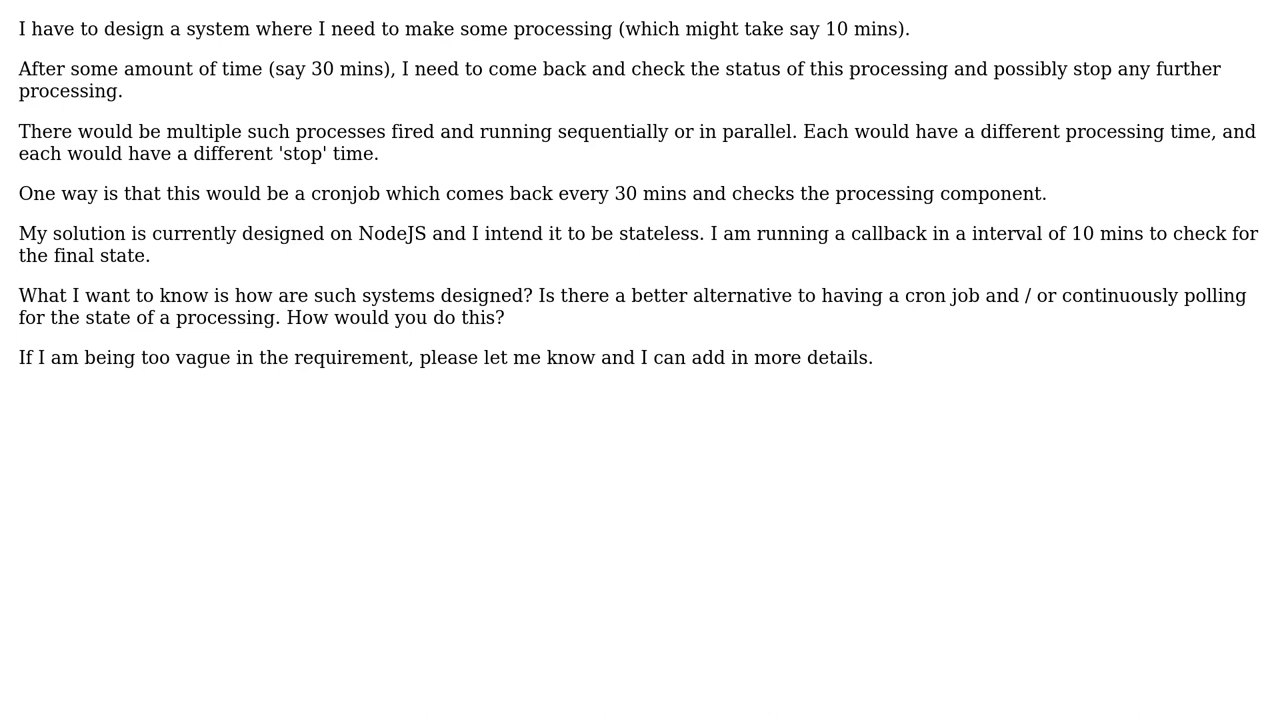 I have to design a system where I need to make some processing (which might take say 10 mins).
After some amount of time (say 30 mins), I need to come back and check the status of this processing and possibly stop any further
processing.
There would be multiple such processes fired and running sequentially or in parallel. Each would have a different processing time, and
each would have a different 'stop' time.
One way is that this would be a cronjob which comes back every 30 mins and checks the processing component.
My solution is currently designed on NodeJS and I intend it to be stateless. I am running a callback in a interval of 10 mins to check for
the final state.
What I want to know is how are such systems designed? Is there a better alternative to having a cron job and / or continuously polling
for the state of a processing. How would you do this?
If I am being too vague in the requirement, please let me know and I can add in more details.